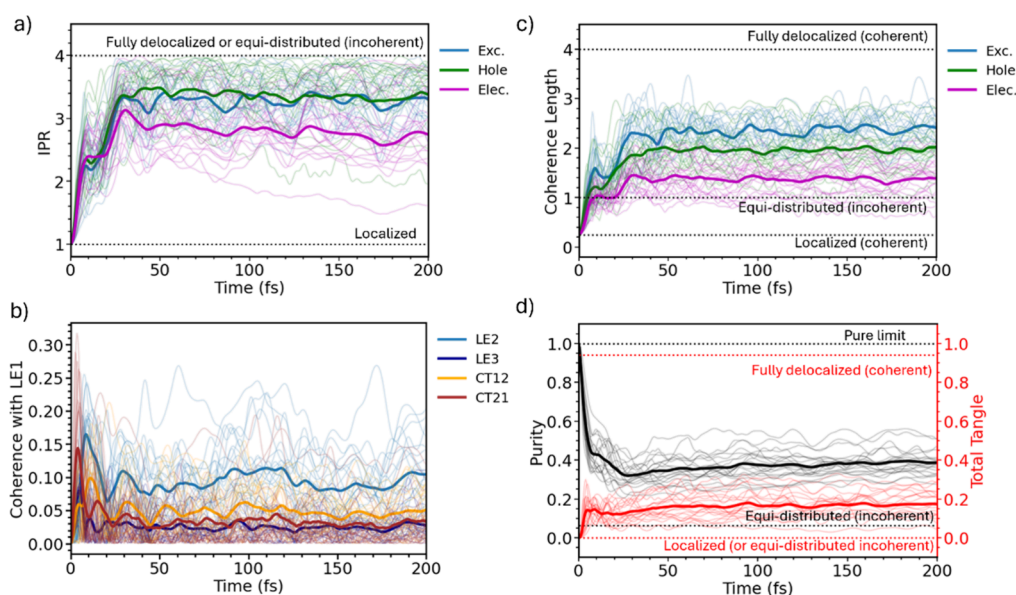 a)
Fully delocalized or equi-distributed (incoherent)
Exc.
Hole
Elec.
4
3
2
1
IPR
Localized
0
50
100
150
200
Time (fs)
c)
Fully delocalized (coherent)
Exc.
Hole
Elec.
4
3
2
1
0
Coherence Length
Equi-distributed (incoherent)
Localized (coherent)
0
50
100
150
200
Time (fs)
b)
LE2
LE3
CT12
CT21
0.30
0.25
0.20
0.15
0.10
0.05
0.00
Coherence with LE1
0
50
100
150
200
Time (fs)
d)
Pure limit
Fully delocalized (coherent)
1.0
0.8
0.6
0.4
0.2
0.0
Purity
1.0
0.8
0.6
0.4
0.2
0.0
Total Tangle
Equi-distributed (incoherent)
Localized (or equi-distributed incoherent)
0
50
100
150
200
Time (fs)